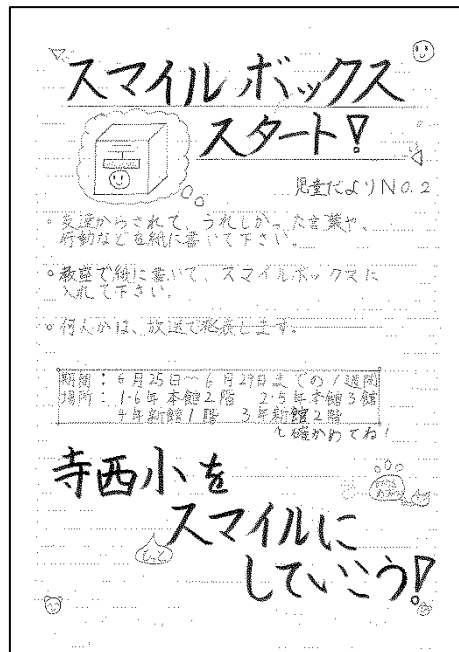 スマイルボックス
スタート!
児童だよりNO.2
○友達からされて、うれしかった言葉や、
行動などを紙に書いて下さい。
○教室で紙に書いて、スマイルボックスに
入れて下さい。
○何人かは、放送で発表します。
期間:6月25日~6月29日までの1週間
場所:1・6年本館2階 2・5年本館3館
4年新館1階 3年新館2階
確かめてね!
寺西小を
もっと
スマイルに
していこう!